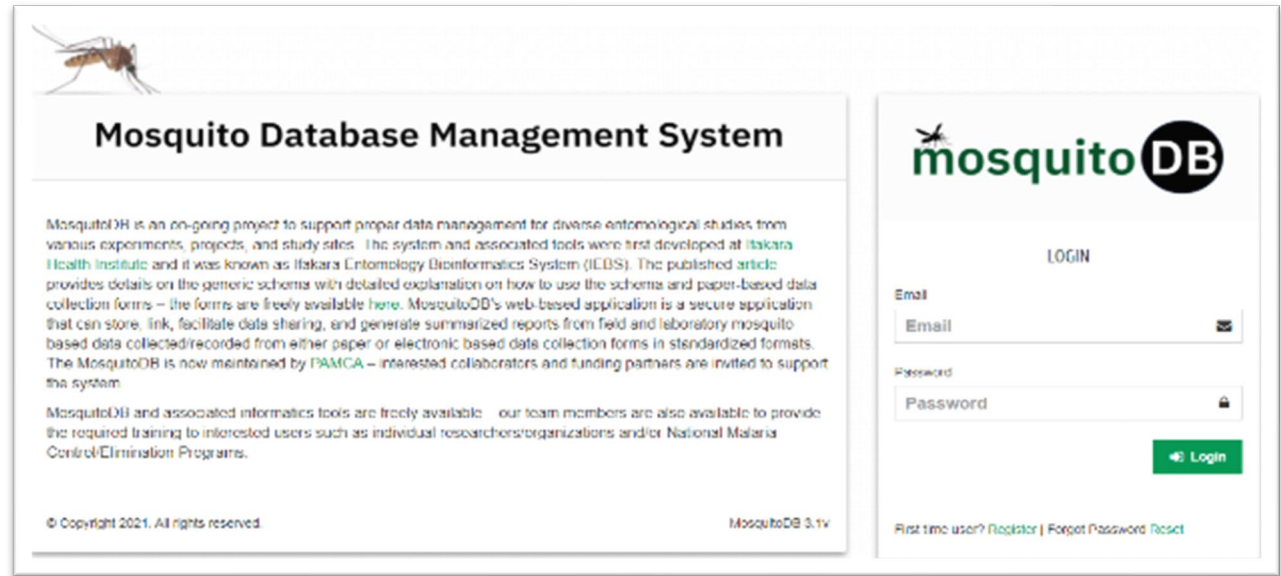 Mosquito Database Management System
MosquitoDB is an on-going project to support proper data management for diverse entomological studies from
various experiments, projects, and study sites. The system and associated tools were first developed at Ifakara
Health Institute and it was known as Ifakara Entomology Bioinformatics System (IEBS). The published article
provides details on the generic schema with detailed explanation on how to use the schema and paper-based data
collection forms – the forms are freely available here. MosquitoDB's web-based application is a secure application
that can store, link, facilitate data sharing, and generate summarized reports from field and laboratory mosquito
based data collected/recorded from either paper or electronic based data collection forms in standardized formats.
The MosquitoDB is now maintained by PAMCA – interested collaborators and funding partners are invited to support
the system
MosquitoDB and associated informatics tools are freely available our team members are also available to provide
the required training to interested users such as individual researchers/organizations and/or National Malaria
Control/Elimination Programs.
© Copyright 2021. All rights reserved.
MosquitoDB 3.1v
mosquito DB
LOGIN
Email
Email
Password
Password
Login
First time user? Register | Forgot Password Reset